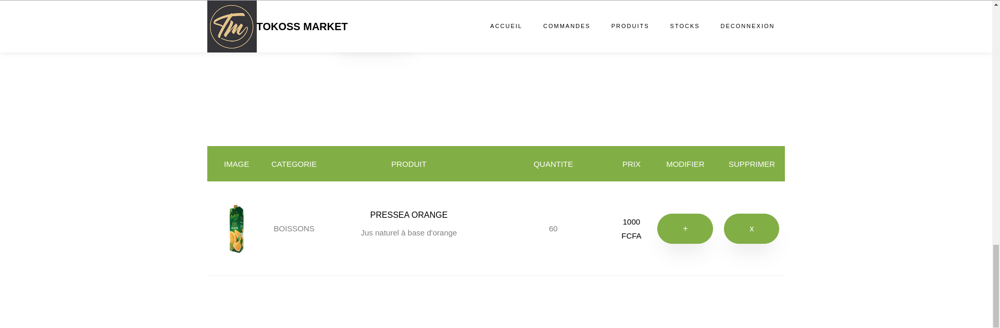 Tm
TOKOSS MARKET
ACCUEIL
COMMANDES
PRODUITS
STOCKS
DECONNEXION
IMAGE
CATEGORIE
PRODUIT
QUANTITE
PRIX
MODIFIER
SUPPRIMER
BOISSONS
PRESSEA ORANGE
Jus naturel à base d'orange
60
1000
FCFA
+
x